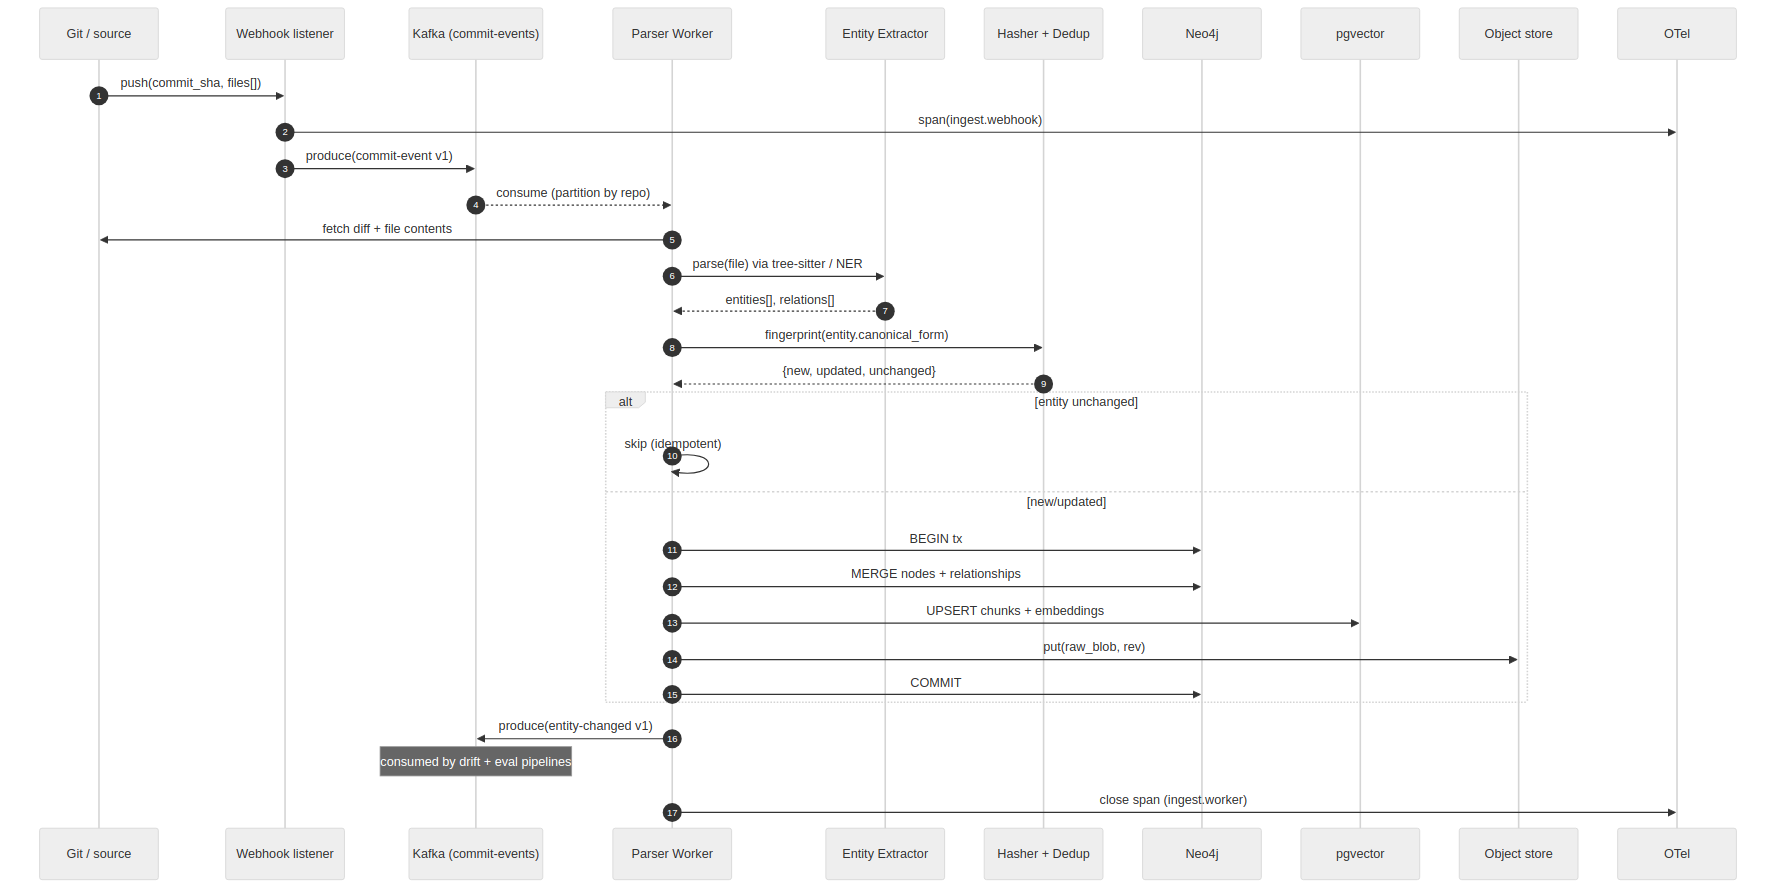 Git / source
Webhook listener
Kafka (commit-events)
Parser Worker
Entity Extractor
Hasher + Dedup
Neo4j
pgvector
Object store
OTel
push(commit_sha, files[])
1
span(ingest.webhook)
2
produce(commit-event v1)
3
consume (partition by repo)
4
fetch diff + file contents
5
parse(file) via tree-sitter / NER
6
entities[], relations[]
7
fingerprint(entity.canonical_form)
8
{new, updated, unchanged}
9
alt
[entity unchanged]
skip (idempotent)
10
[new/updated]
BEGIN tx
11
MERGE nodes + relationships
12
UPSERT chunks + embeddings
13
put(raw_blob, rev)
14
COMMIT
15
produce(entity-changed v1)
16
consumed by drift + eval pipelines
close span (ingest.worker)
17
Git / source
Webhook listener
Kafka (commit-events)
Parser Worker
Entity Extractor
Hasher + Dedup
Neo4j
pgvector
Object store
OTel